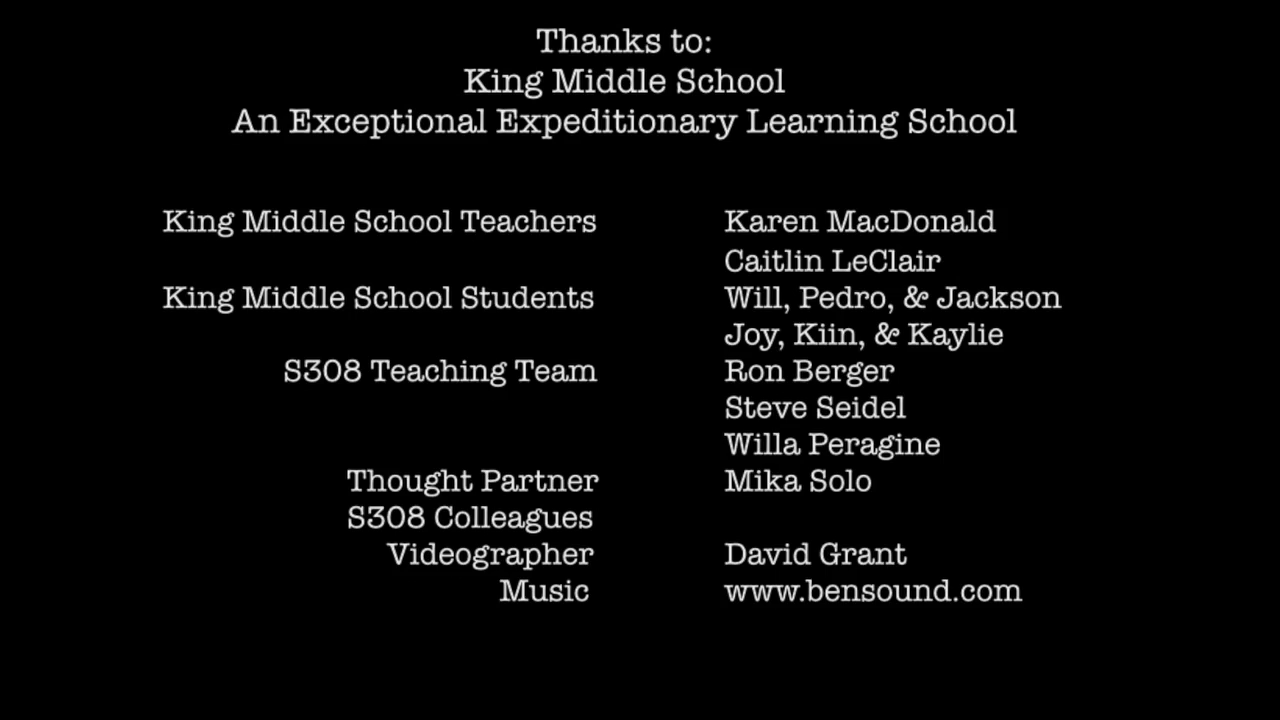 Thanks to:
King Middle School
An Exceptional Expeditionary Learning School
King Middle School Teachers Karen MacDonald
Caitlin LeClair
King Middle School Students Will, Pedro, & Jackson
Joy, Kiin, & Kaylie
S308 Teaching Team Ron Berger
Steve Seidel
Willa Peragine
Thought Partner Mika Solo
S308 Colleagues
Videographer David Grant
Music www.bensound.com